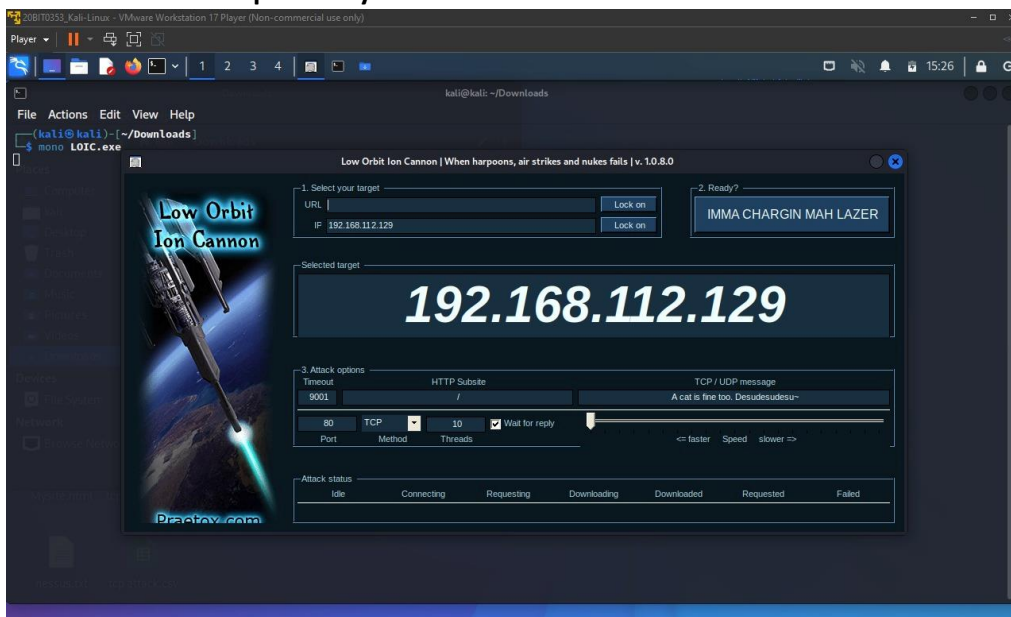 20BIT0353_Kali-Linux - VMware Workstation 17 Player (Non-commercial use only)
Player
1 2 3 4
15:26
kali@kali: ~/Downloads
File Actions Edit View Help
(kali㉿kali)-[~/Downloads]
$ mono LOIC.exe
Low Orbit Ion Cannon | When harpoons, air strikes and nukes fails | v. 1.0.8.0
Low Orbit
Ion Cannon
Praetox.com
1. Select your target
URL Lock on
IP 192.168.112.129 Lock on
2. Ready?
IMMA CHARGIN MAH LAZER
Selected target
192.168.112.129
3. Attack options
Timeout HTTP Subsite TCP / UDP message
9001 / A cat is fine too. Desudesudesu~
80 TCP 10 Wait for reply
Port Method Threads <= faster Speed slower =>
Attack status
Idle Connecting Requesting Downloading Downloaded Requested Failed